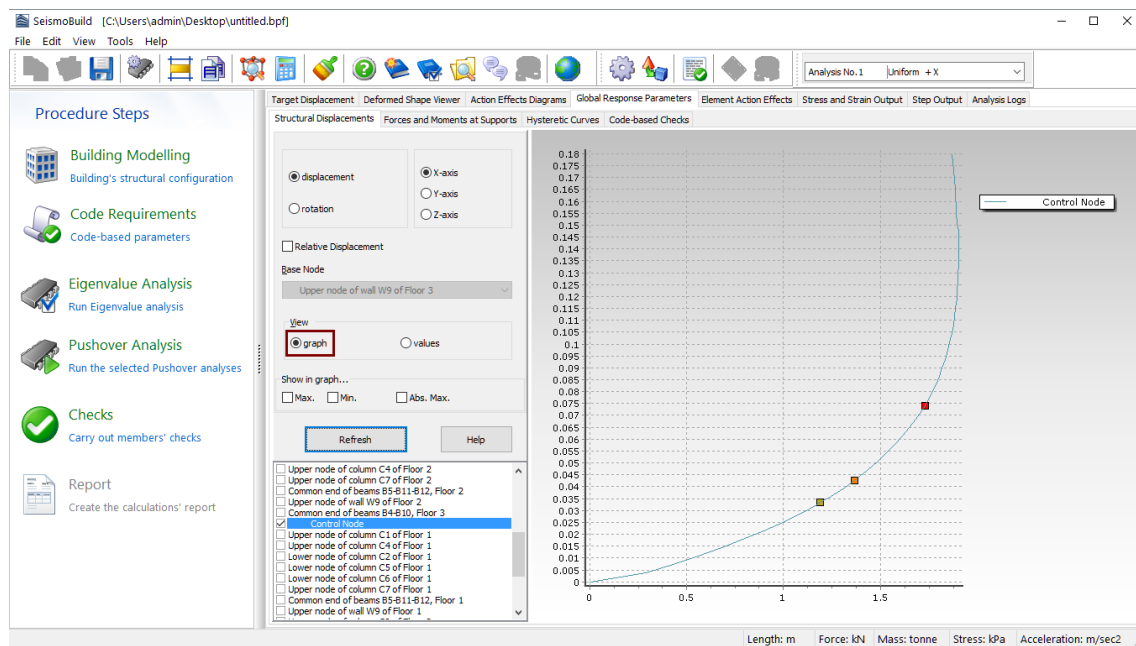 SeismoBuild [C:\Users\admin\Desktop\untitled.bpf]
File Edit View Tools Help
Analysis No.1 Uniform +X
Procedure Steps
Building Modelling
Building's structural configuration
Code Requirements
Code-based parameters
Eigenvalue Analysis
Run Eigenvalue analysis
Pushover Analysis
Run the selected Pushover analyses
Checks
Carry out members' checks
Report
Create the calculations' report
Target Displacement Deformed Shape Viewer Action Effects Diagrams Global Response Parameters Element Action Effects Stress and Strain Output Step Output Analysis Logs
Structural Displacements Forces and Moments at Supports Hysteretic Curves Code-based Checks
displacement
rotation
X-axis
Y-axis
Z-axis
Relative Displacement
Base Node
Upper node of wall W9 of Floor 3
View
graph values
Show in graph...
Max. Min. Abs. Max.
Refresh Help
Upper node of column C4 of Floor 2
Upper node of column C7 of Floor 2
Common end of beams B5-B11-B12, Floor 2
Upper node of wall W9 of Floor 2
Common end of beams B4-B10, Floor 3
Control Node
Upper node of column C1 of Floor 1
Upper node of column C4 of Floor 1
Lower node of column C2 of Floor 1
Lower node of column C5 of Floor 1
Lower node of column C6 of Floor 1
Upper node of column C7 of Floor 1
Common end of beams B5-B11-B12, Floor 1
Upper node of wall W9 of Floor 1
0.18
0.175
0.17
0.165
0.16
0.155
0.15
0.145
0.14
0.135
0.13
0.125
0.12
0.115
0.11
0.105
0.1
0.095
0.09
0.085
0.08
0.075
0.07
0.065
0.06
0.055
0.05
0.045
0.04
0.035
0.03
0.025
0.02
0.015
0.01
0.005
0
0 0.5 1 1.5
Control Node
Length: m Force: kN Mass: tonne Stress: kPa Acceleration: m/sec2